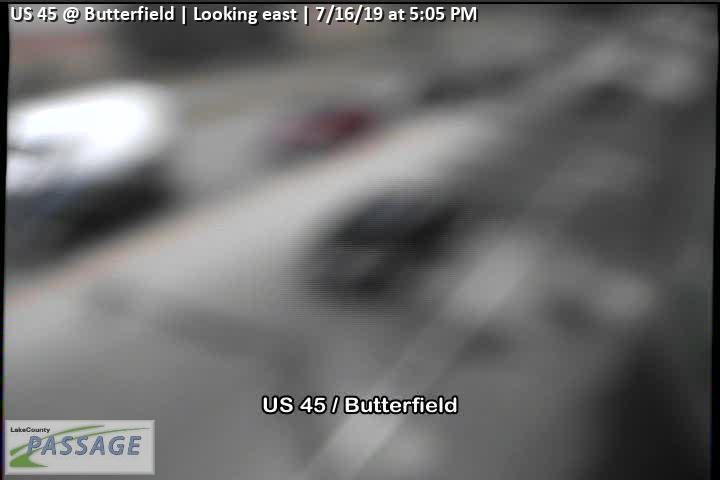 US 45 @ Butterfield | Looking east | 7/16/19 at 5:05 PM
US 45 / Butterfield
LakeCounty
PASSAGE